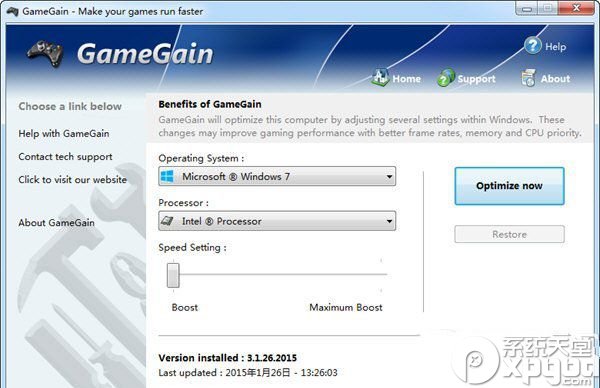 GameGain - Make your games run faster
GameGain
Help
Home
Support
About
Choose a link below
Help with GameGain
Contact tech support
Click to visit our website
About GameGain
Benefits of GameGain
GameGain will optimize this computer by adjusting several settings within Windows. These
changes may improve gaming performance with better frame rates, memory and CPU priority.
Operating System :
Microsoft ® Windows 7
Processor :
Intel ® Processor
Speed Setting :
Boost
Maximum Boost
Optimize now
Restore
Version installed : 3.1.26.2015
Last updated : 2015年1月26日 - 13:26:03
系统天堂
xpgod.com